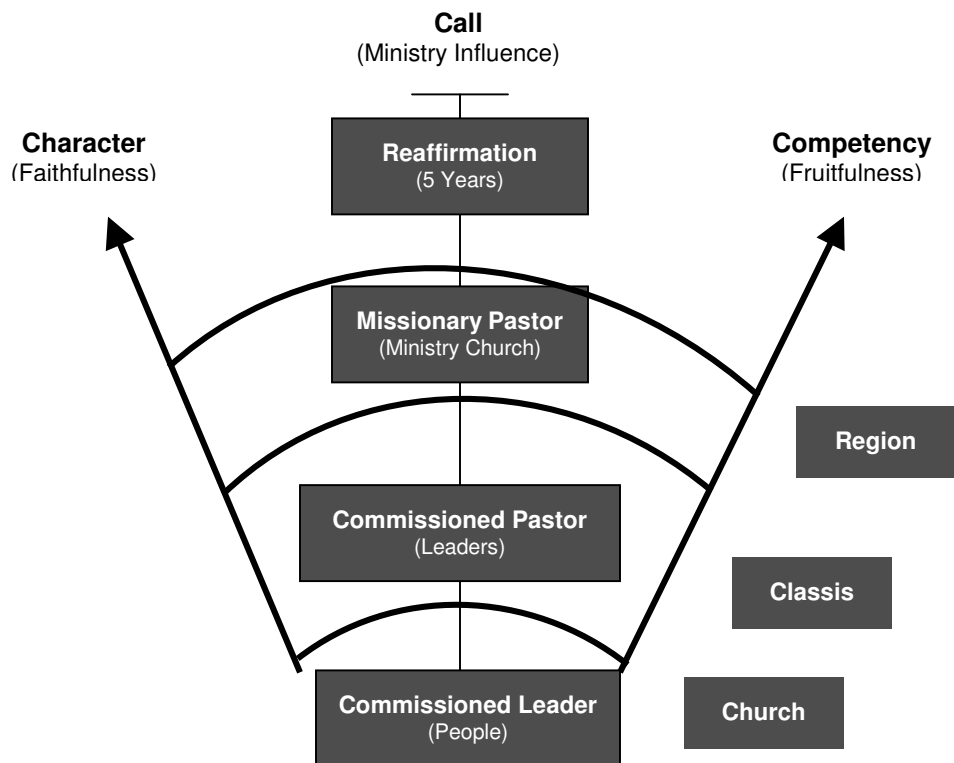 Call
(Ministry Influence)
Character
(Faithfulness)
Competency
(Fruitfulness)
Reaffirmation
(5 Years)
Missionary Pastor
(Ministry Church)
Region
Commissioned Pastor
(Leaders)
Classis
Commissioned Leader
(People)
Church